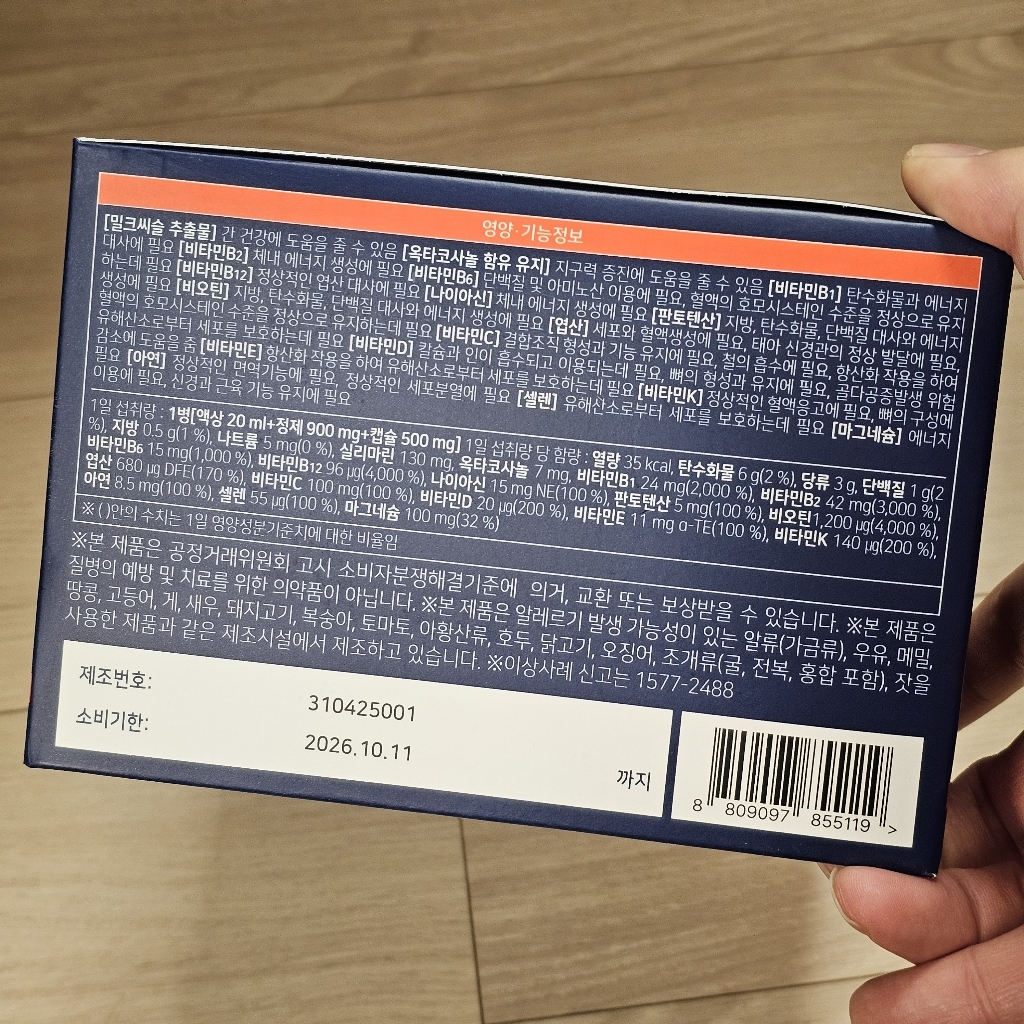 영양·기능정보
[밀크씨슬 추출물] 간 건강에 도움을 줄 수 있음 [옥타코사놀 함유 유지] 지구력 증진에 도움을 줄 수 있음 [비타민B1] 탄수화물과 에너지
대사에 필요 [비타민B2] 체내 에너지 생성에 필요 [비타민B6] 단백질 및 아미노산 이용에 필요, 혈액의 호모시스테인 수준을 정상으로 유지
하는데 필요 [비타민B12] 정상적인 엽산 대사에 필요 [나이아신] 체내 에너지 생성에 필요 [판토텐산] 지방, 탄수화물, 단백질 대사와 에너지
생성에 필요 [비오틴] 지방, 탄수화물, 단백질 대사와 에너지 생성에 필요 [엽산] 세포와 혈액생성에 필요, 태아 신경관의 정상 발달에 필요,
혈액의 호모시스테인 수준을 정상으로 유지하는데 필요 [비타민C] 결합조직 형성과 기능 유지에 필요, 철의 흡수에 필요, 항산화 작용을 하여
유해산소로부터 세포를 보호하는데 필요 [비타민D] 칼슘과 인이 흡수되고 이용되는데 필요, 뼈의 형성과 유지에 필요, 골다공증발생 위험
감소에 도움을 줌 [비타민E] 항산화 작용을 하여 유해산소로부터 세포를 보호하는데 필요 [비타민K] 정상적인 혈액응고에 필요, 뼈의 구성에
필요 [아연] 정상적인 면역기능에 필요, 정상적인 세포분열에 필요 [셀렌] 유해산소로부터 세포를 보호하는데 필요 [마그네슘] 에너지
이용에 필요, 신경과 근육 기능 유지에 필요
1일 섭취량 : 1병[액상 20 ml+정제 900 mg+캡슐 500 mg] 1일 섭취량 당 함량 : 열량 35 kcal, 탄수화물 6 g(2 %), 당류 3 g, 단백질 1 g(2
%), 지방 0.5 g(1 %), 나트륨 5 mg(0 %), 실리마린 130 mg, 옥타코사놀 7 mg, 비타민B1 24 mg(2,000 %), 비타민B2 42 mg(3,000 %),
비타민B6 15 mg(1,000 %), 비타민B12 96 µg(4,000 %), 나이아신 15 mg NE(100 %), 판토텐산 5 mg(100 %), 비오틴1,200 µg(4,000 %),
엽산 680 µg DFE(170 %), 비타민C 100 mg(100 %), 비타민D 20 µg(200 %), 비타민E 11 mg α-TE(100 %), 비타민K 140 µg(200 %),
아연 8.5 mg(100 %), 셀렌 55 µg(100 %), 마그네슘 100 mg(32 %)
※ ( )안의 수치는 1일 영양성분기준치에 대한 비율임
※본 제품은 공정거래위원회 고시 소비자분쟁해결기준에 의거, 교환 또는 보상받을 수 있습니다. ※본 제품은
질병의 예방 및 치료를 위한 의약품이 아닙니다. ※본 제품은 알레르기 발생 가능성이 있는 알류(가금류), 우유, 메밀,
땅콩, 고등어, 게, 새우, 돼지고기, 복숭아, 토마토, 아황산류, 호두, 닭고기, 오징어, 조개류(굴, 전복, 홍합 포함), 잣을
사용한 제품과 같은 제조시설에서 제조하고 있습니다. ※이상사례 신고는 1577-2488
제조번호: 310425001
소비기한: 2026.10.11 까지
8 809097 855119 >